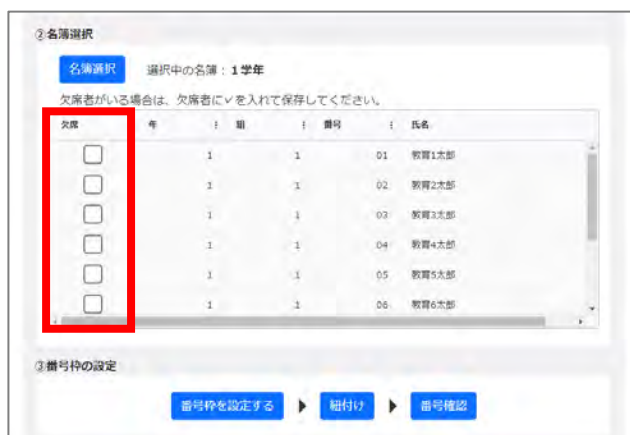 ②名簿選択
名簿選択 選択中の名簿：1学年
欠席者がいる場合は、欠席者に✓を入れて保存してください。
欠席 年 ⋮ 組 ⋮ 番号 ⋮ 氏名
1 1 01 教育1太郎
1 1 02 教育2太郎
1 1 03 教育3太郎
1 1 04 教育4太郎
1 1 05 教育5太郎
1 1 06 教育6太郎
③番号枠の設定
番号枠を設定する ▶ 紐付け ▶ 番号確認